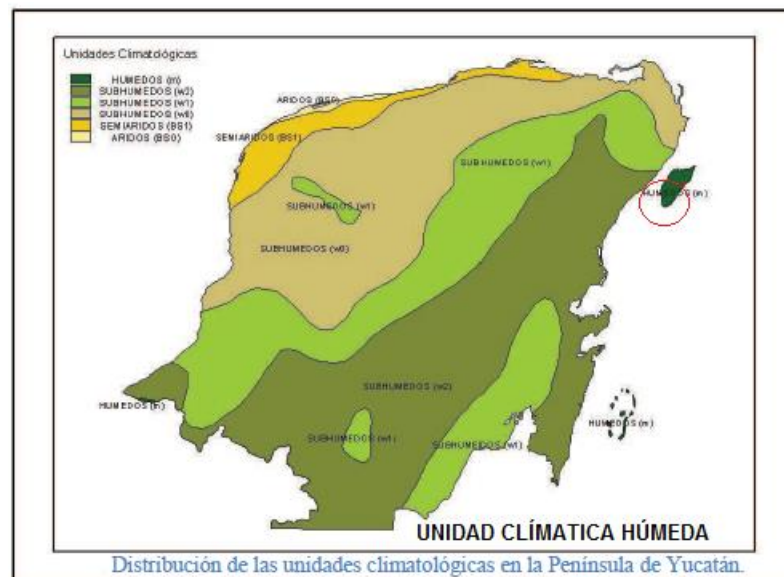 Unidades Climatológicas
HUMEDOS (m)
SUBHUMEDOS (w2)
SUBHUMEDOS (w1)
SUBHUMEDOS (w0)
SEMIARIDOS (BS1)
ARIDOS (BS0)
ARIDOS (BS0)
SEMIARIDOS (BS1)
SUBHUMEDOS (w1)
HUMEDOS (m)
SUBHUMEDOS (w1)
SUBHUMEDOS (w0)
SUBHUMEDOS (w2)
HUMEDOS (m)
HUMEDOS (m)
SUBHUMEDOS (w1)
SUBHUMEDOS (w1)
UNIDAD CLÍMATICA HÚMEDA
Distribución de las unidades climatológicas en la Península de Yucatán.